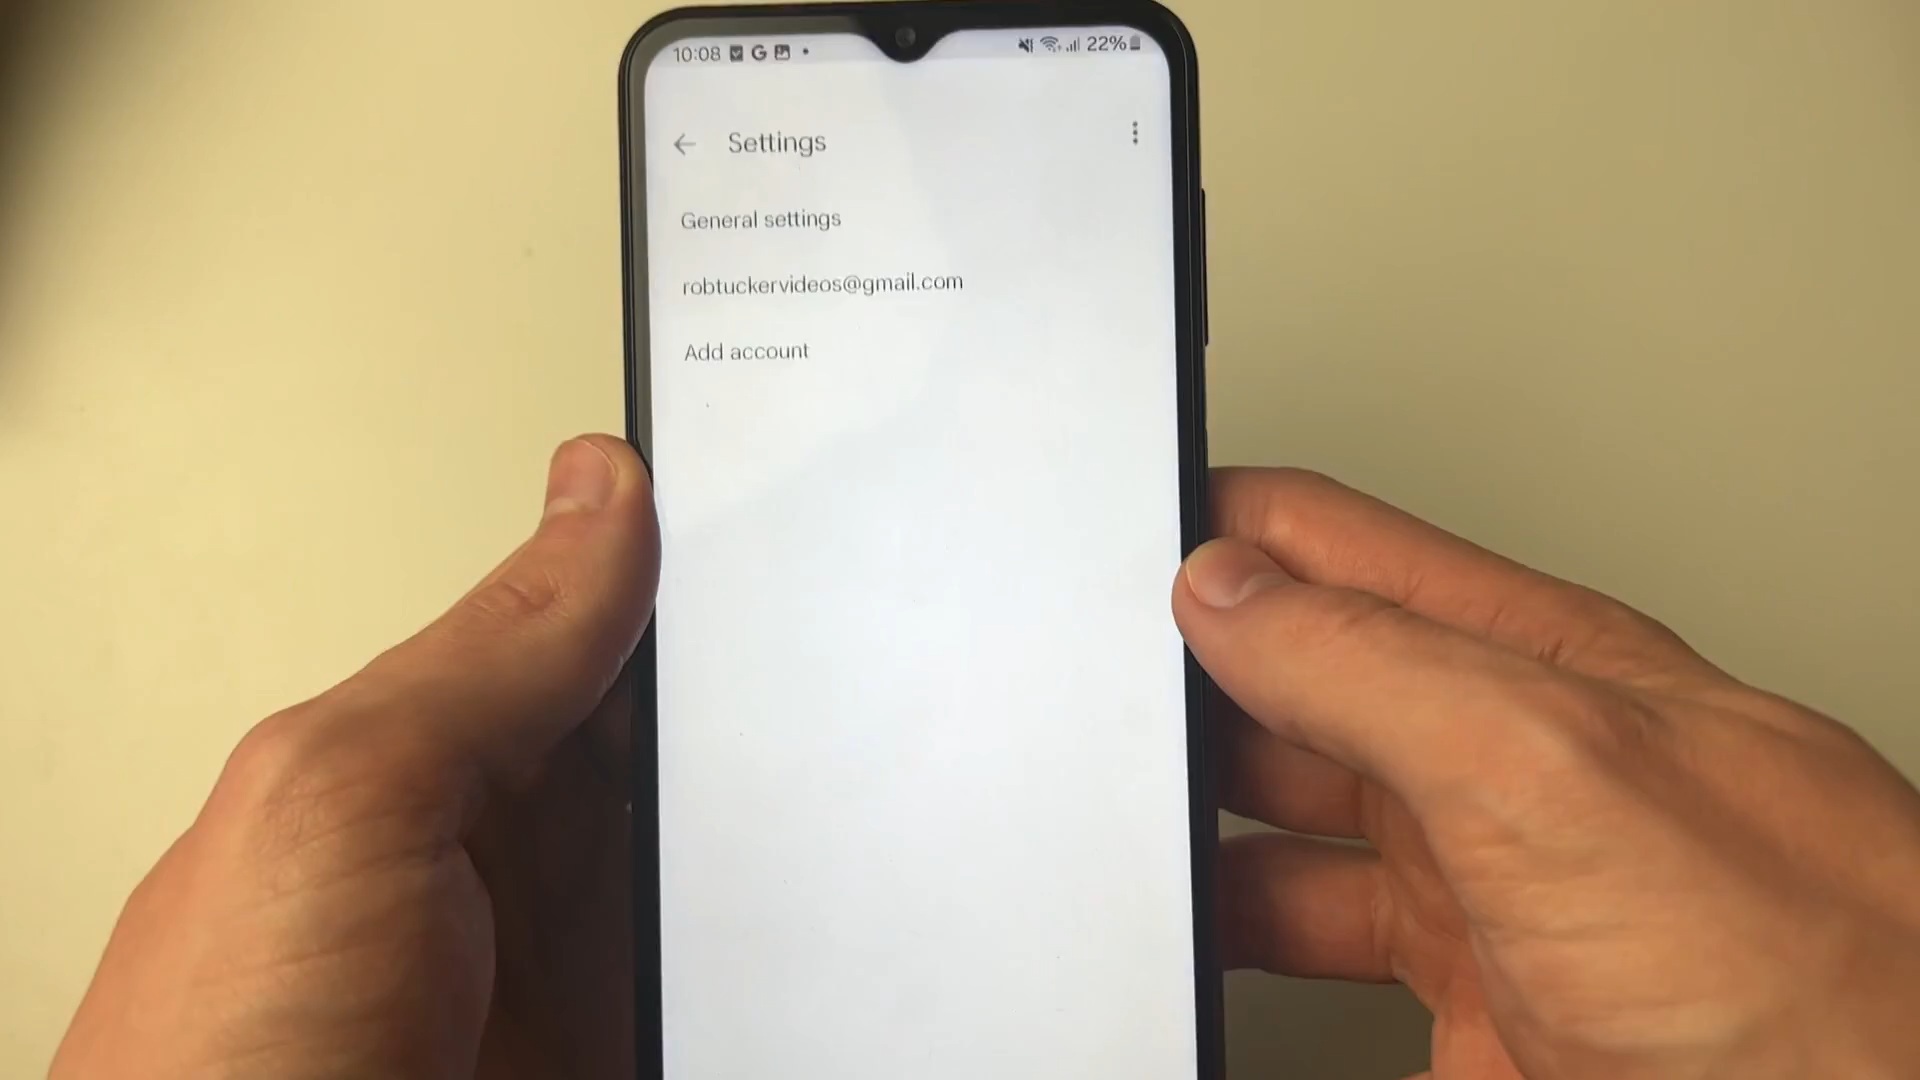 10:08 G 22%
Settings
General settings
robtuckervideos@gmail.com
Add account